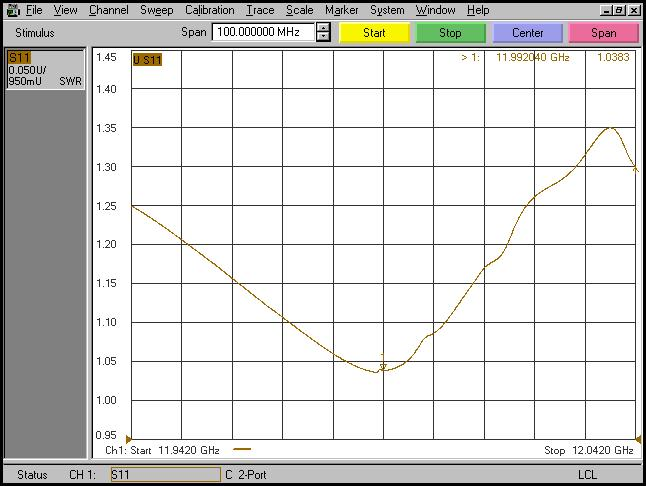 File View Channel Sweep Calibration Trace Scale Marker System Window Help
Stimulus Span 100.000000 MHz Start Stop Center Span
S11
0.050U/
950mU SWR
U S11
> 1: 11.992040 GHz 1.0383
1.45
1.40
1.35
1.30
1.25
1.20
1.15
1.10
1.05
1.00
0.95
Ch1: Start 11.9420 GHz Stop 12.0420 GHz
Status CH 1: S11 C 2-Port LCL